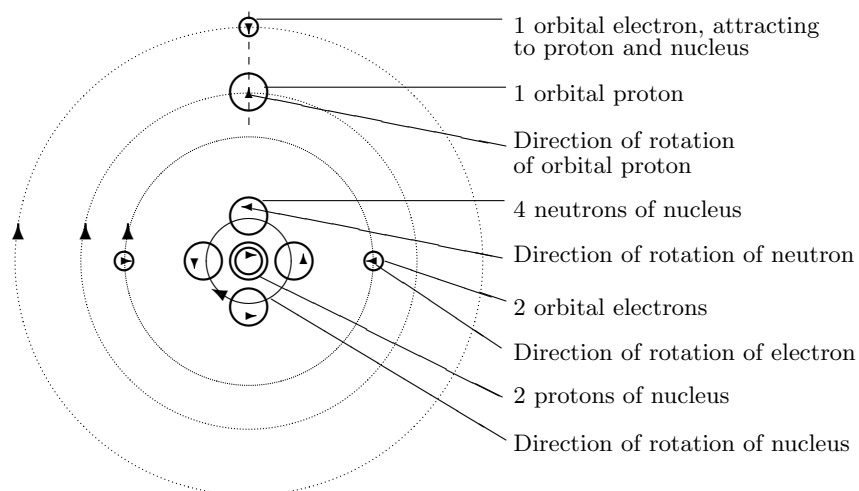 1 orbital electron, attracting
to proton and nucleus
1 orbital proton
Direction of rotation
of orbital proton
4 neutrons of nucleus
Direction of rotation of neutron
2 orbital electrons
Direction of rotation of electron
2 protons of nucleus
Direction of rotation of nucleus